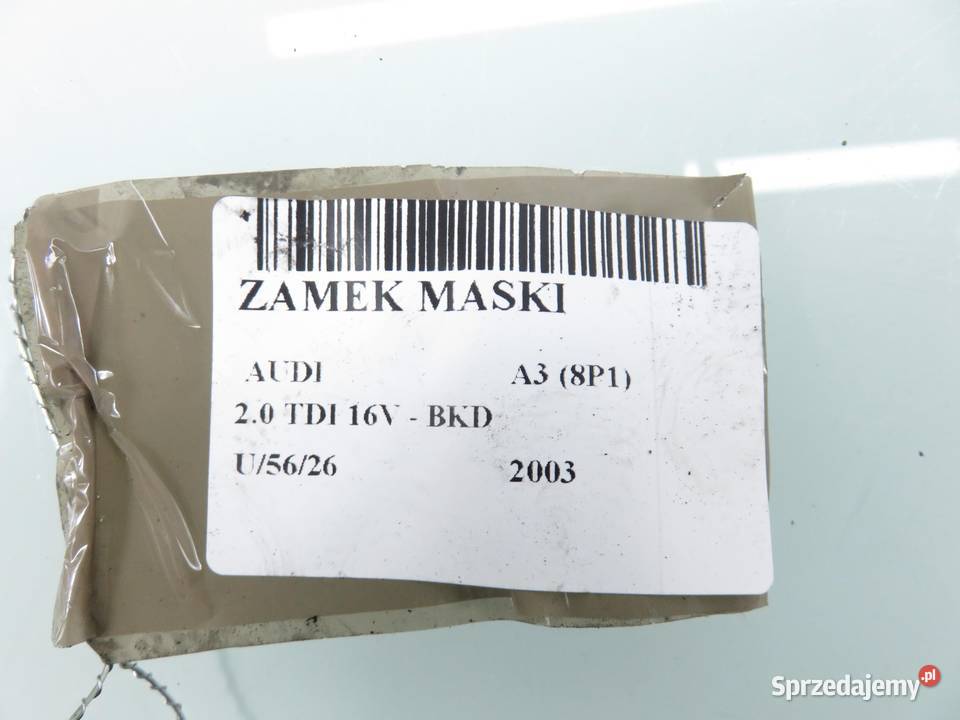 ZAMEK MASKI
AUDI A3 (8P1)
2.0 TDI 16V - BKD
U/56/26 2003
Sprzedajemy.pl